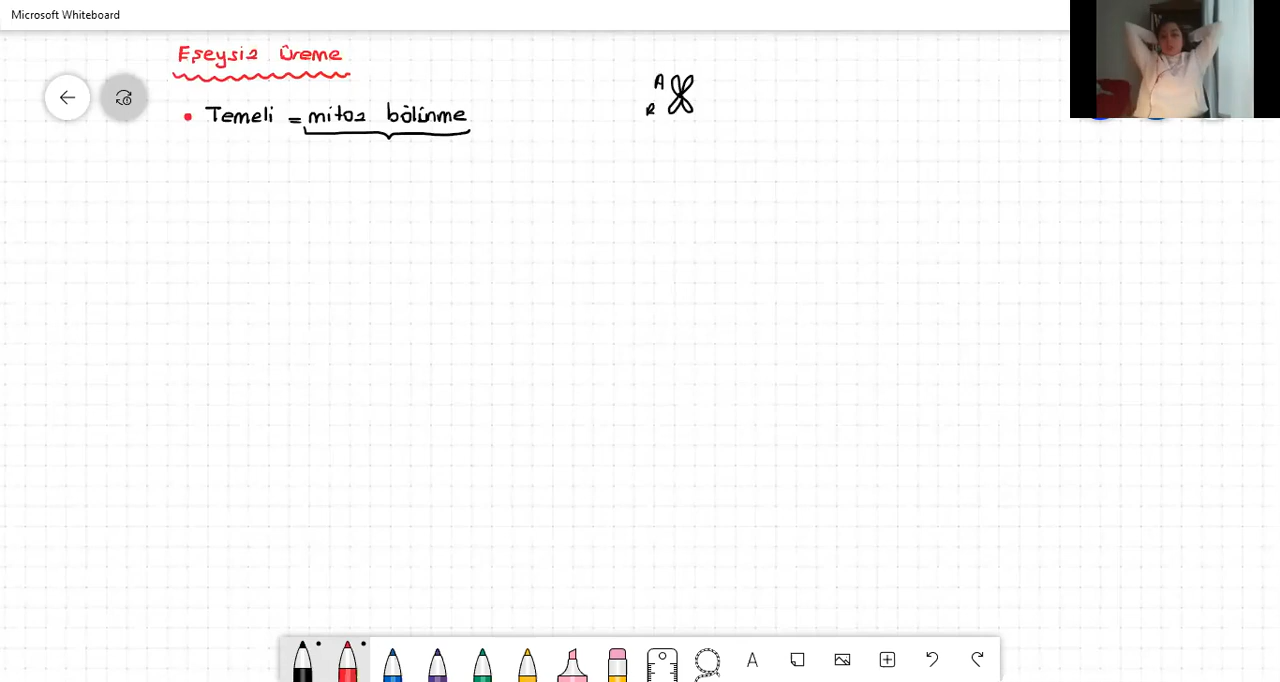 Microsoft Whiteboard
Eşeysiz Üreme
• Temeli = mitoz bölünme
A
R
A